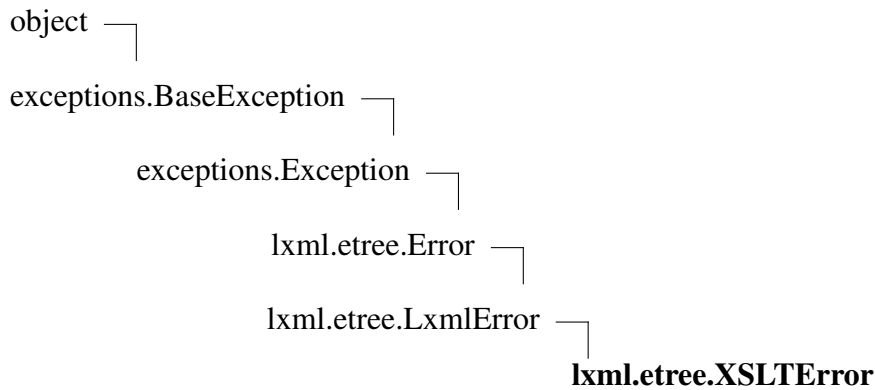 object
exceptions.BaseException
exceptions.Exception
lxml.etree.Error
lxml.etree.LxmlError
lxml.etree.XSLTError